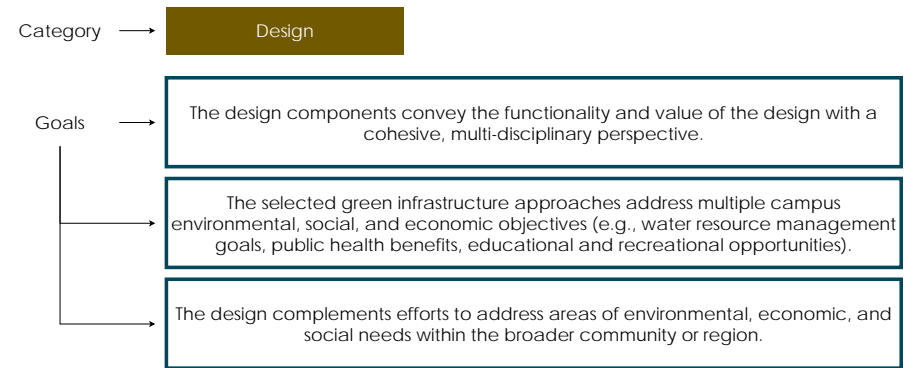 Category
Design
Goals
The design components convey the functionality and value of the design with a
cohesive, multi-disciplinary perspective.
The selected green infrastructure approaches address multiple campus
environmental, social, and economic objectives (e.g., water resource management
goals, public health benefits, educational and recreational opportunities).
The design complements efforts to address areas of environmental, economic, and
social needs within the broader community or region.